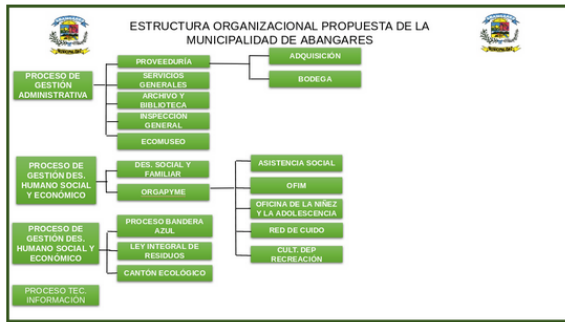 ESTRUCTURA ORGANIZACIONAL PROPUESTA DE LA
MUNICIPALIDAD DE ABANGARES
PROCESO DE
GESTIÓN
ADMINISTRATIVA
PROVEEDURÍA
SERVICIOS
GENERALES
ARCHIVO Y
BIBLIOTECA
INSPECCIÓN
GENERAL
ECOMUSEO
ADQUISICIÓN
BODEGA
PROCESO DE
GESTIÓN DES.
HUMANO SOCIAL
Y ECONÓMICO
DES. SOCIAL Y
FAMILIAR
ORGAPYME
ASISTENCIA SOCIAL
OFIM
OFICINA DE LA NIÑEZ
Y LA ADOLESCENCIA
RED DE CUIDO
CULT. DEP
RECREACIÓN
PROCESO DE
GESTIÓN DES.
HUMANO SOCIAL Y
ECONÓMICO
PROCESO BANDERA
AZUL
LEY INTEGRAL DE
RESIDUOS
CANTÓN ECOLÓGICO
PROCESO TEC.
INFORMACIÓN